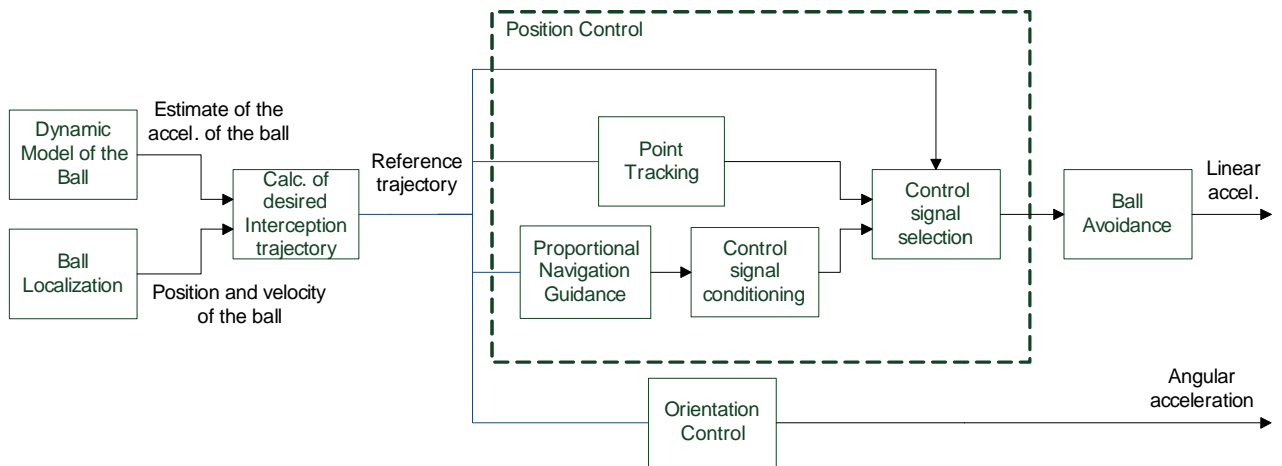 Position Control
Estimate of the
accel. of the ball
Dynamic
Model of the
Ball
Reference
trajectory
Point
Tracking
Calc. of
desired
Interception
trajectory
Control
signal
selection
Linear
accel.
Ball
Avoidance
Ball
Localization
Position and velocity
of the ball
Proportional
Navigation
Guidance
Control
signal
conditioning
Orientation
Control
Angular
acceleration